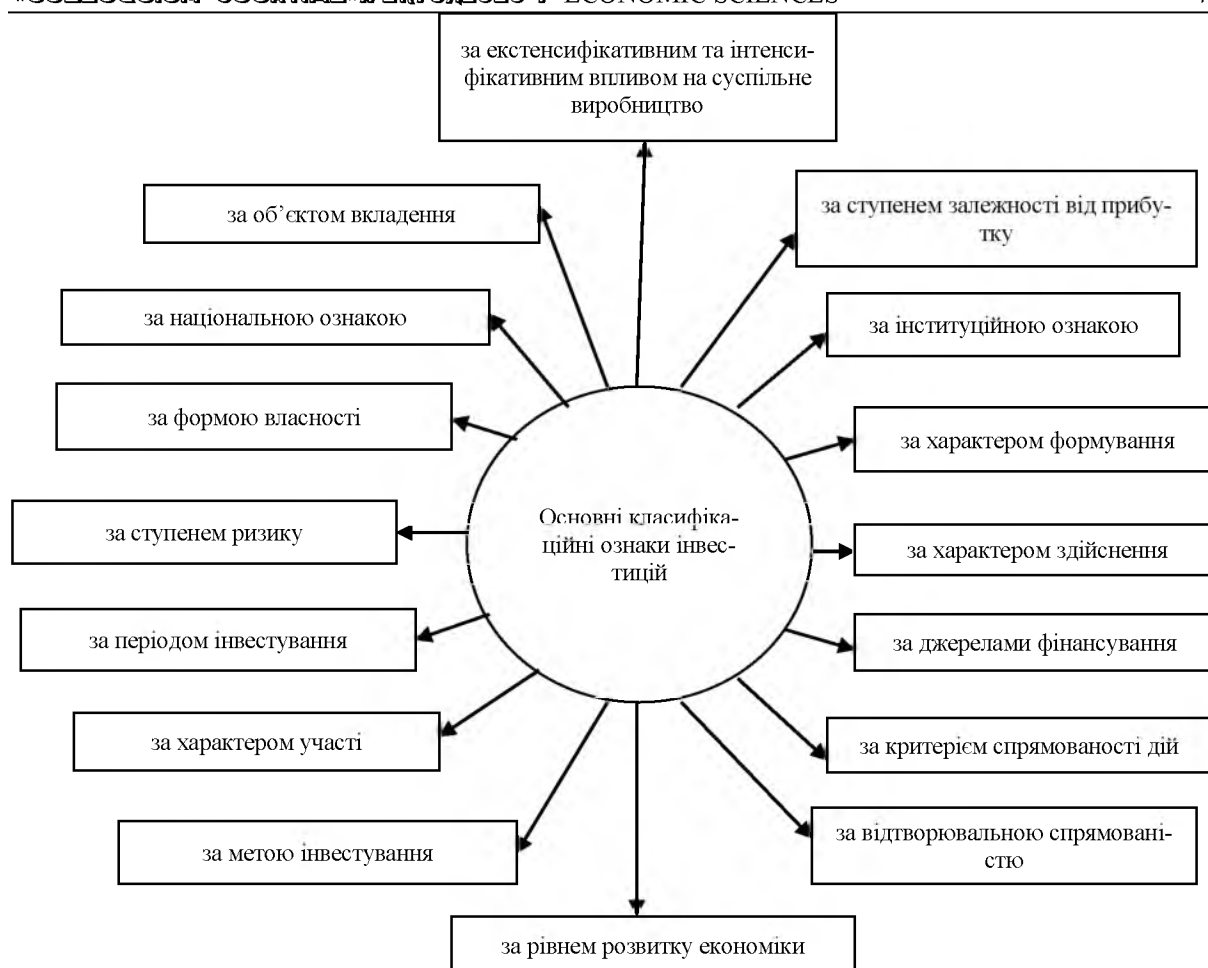 ECONOMIC SCIENCES
за екстенсифікативним та інтенси-
фікативним впливом на суспільне
виробництво
за об’єктом вкладення
за ступенем залежності від прибу-
тку
за національною ознакою
за інституційною ознакою
за формою власності
за характером формування
за ступенем ризику
Основні класифіка-
ційні ознаки інвес-
тицій
за характером здійснення
за періодом інвестування
за джерелами фінансування
за характером участі
за критерієм спрямованості дій
за метою інвестування
за відтворювальною спрямовані-
стю
за рівнем розвитку економіки